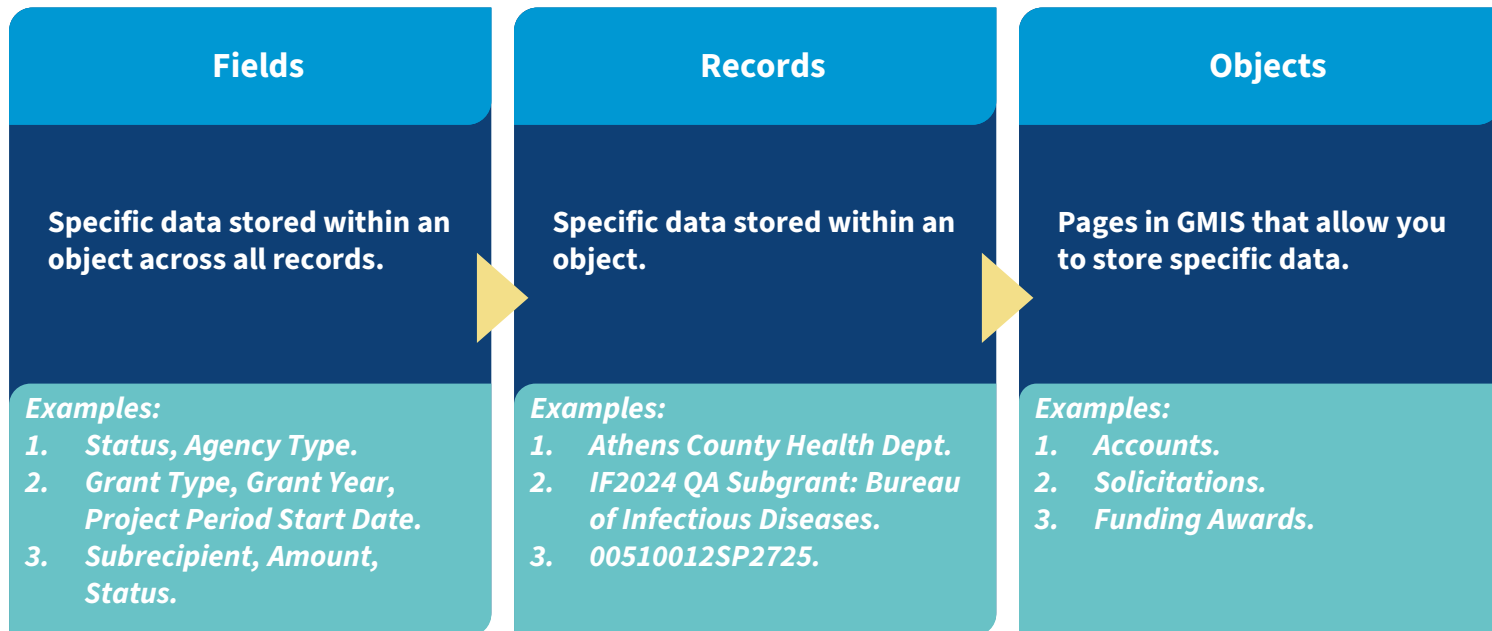 Fields
Specific data stored within an
object across all records.
Examples:
1. Status, Agency Type.
2. Grant Type, Grant Year,
Project Period Start Date.
3. Subrecipient, Amount,
Status.
Records
Specific data stored within an
object.
Examples:
1. Athens County Health Dept.
2. IF2024 QA Subgrant: Bureau
of Infectious Diseases.
3. 00510012SP2725.
Objects
Pages in GMIS that allow you
to store specific data.
Examples:
1. Accounts.
2. Solicitations.
3. Funding Awards.